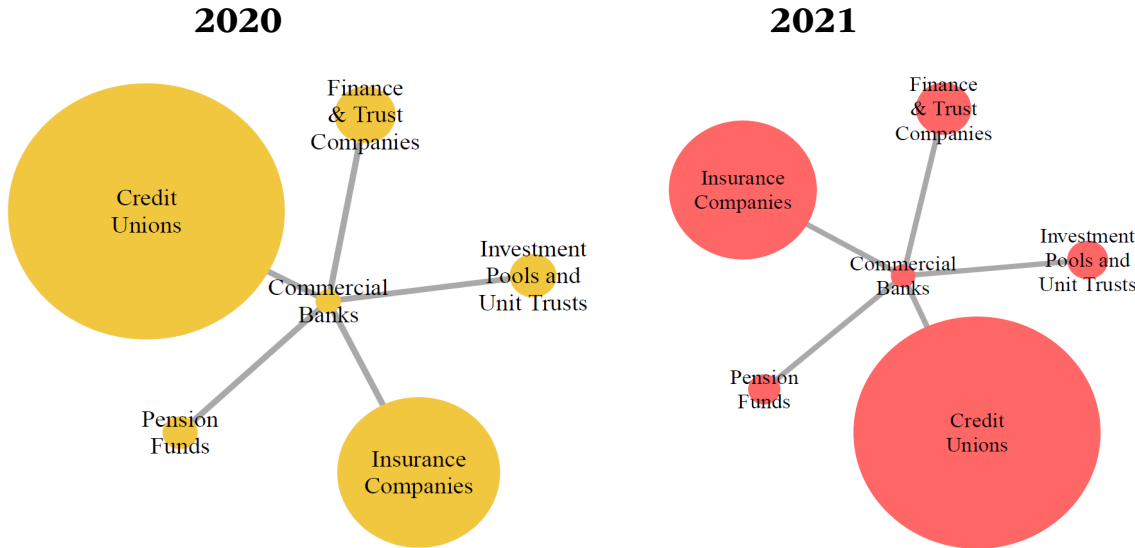 2020
Finance
& Trust
Companies
Credit
Unions
Investment
Pools and
Unit Trusts
Commercial
Banks
Pension
Funds
Insurance
Companies
2021
Finance
& Trust
Companies
Insurance
Companies
Investment
Pools and
Unit Trusts
Commercial
Banks
Pension
Funds
Credit
Unions